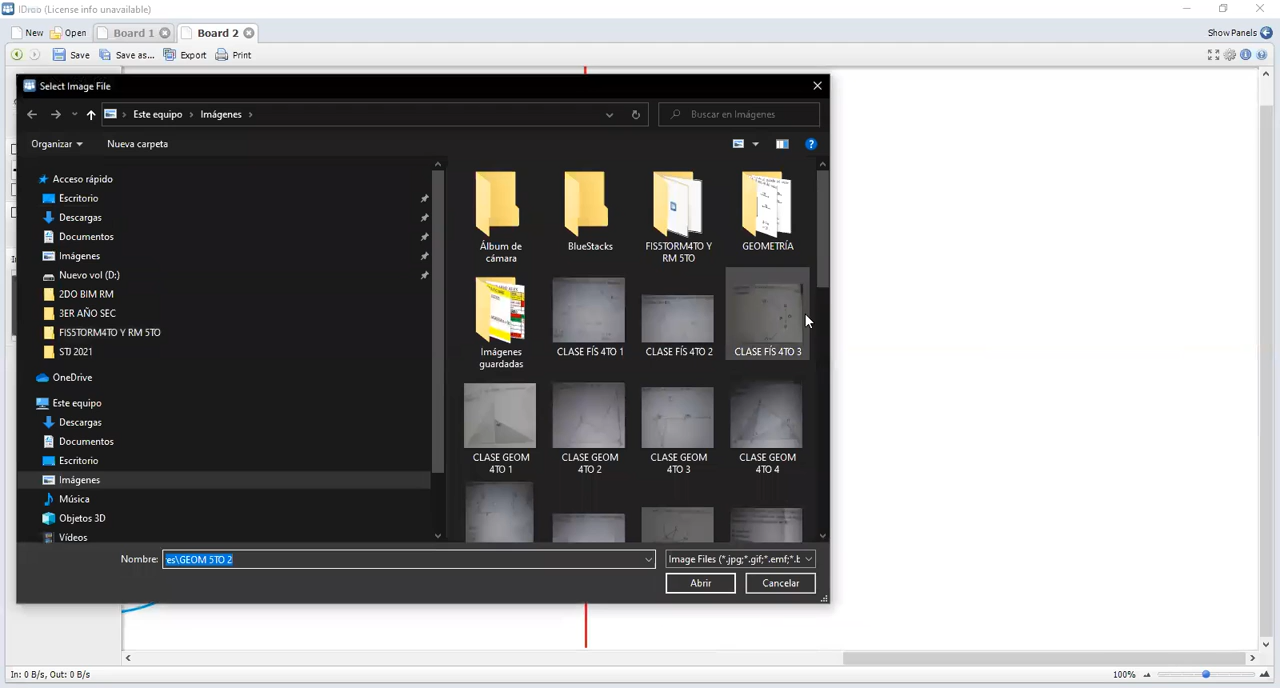 IDroo (License info unavailable)
New Open Board 1 Board 2
Show Panels
Save Save as... Export Print
Select Image File
Este equipo Imágenes
Buscar en Imágenes
Organizar Nueva carpeta
Acceso rápido
Escritorio
Descargas
Documentos
Imágenes
Nuevo vol (D:)
2DO BIM RM
3ER AÑO SEC
FIS5TORM4TO Y RM 5TO
STJ 2021
OneDrive
Este equipo
Descargas
Documentos
Escritorio
Imágenes
Música
Objetos 3D
Vídeos
Álbum de cámara
BlueStacks
FIS5TORM4TO Y RM 5TO
GEOMETRÍA
Imágenes guardadas
CLASE FÍS 4TO 1
CLASE FÍS 4TO 2
CLASE FÍS 4TO 3
CLASE GEOM 4TO 1
CLASE GEOM 4TO 2
CLASE GEOM 4TO 3
CLASE GEOM 4TO 4
Nombre: es\GEOM 5TO 2
Image Files (*.jpg;*.gif;*.emf;*.b
Abrir Cancelar
In: 0 B/s, Out: 0 B/s
100%